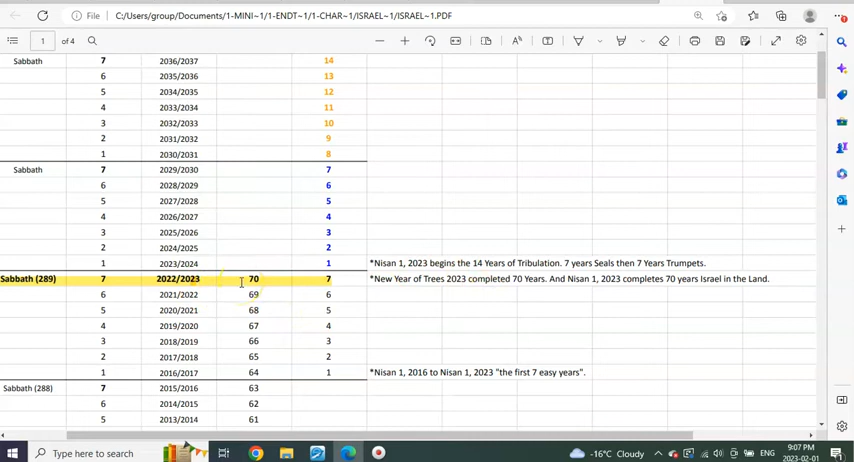 File C:/Users/group/Documents/1-MINI~1/1-ENDT~1/1-CHAR~1/ISRAEL/ISRAEL~1.PDF
1 of 4
Sabbath 7 2036/2037 14
6 2035/2036 13
5 2034/2035 12
4 2033/2034 11
3 2032/2033 10
2 2031/2032 9
1 2030/2031 8
Sabbath 7 2029/2030 7
6 2028/2029 6
5 2027/2028 5
4 2026/2027 4
3 2025/2026 3
2 2024/2025 2
1 2023/2024 1 *Nisan 1, 2023 begins the 14 Years of Tribulation. 7 years Seals then 7 Years Trumpets.
Sabbath (289) 7 2022/2023 70 7 *New Year of Trees 2023 completed 70 Years. And Nisan 1, 2023 completes 70 years Israel in the Land.
6 2021/2022 69 6
5 2020/2021 68 5
4 2019/2020 67 4
3 2018/2019 66 3
2 2017/2018 65 2
1 2016/2017 64 1 *Nisan 1, 2016 to Nisan 1, 2023 "the first 7 easy years".
Sabbath (288) 7 2015/2016 63
6 2014/2015 62
5 2013/2014 61
Type here to search
-16°C Cloudy
ENG
9:07 PM
2023-02-01